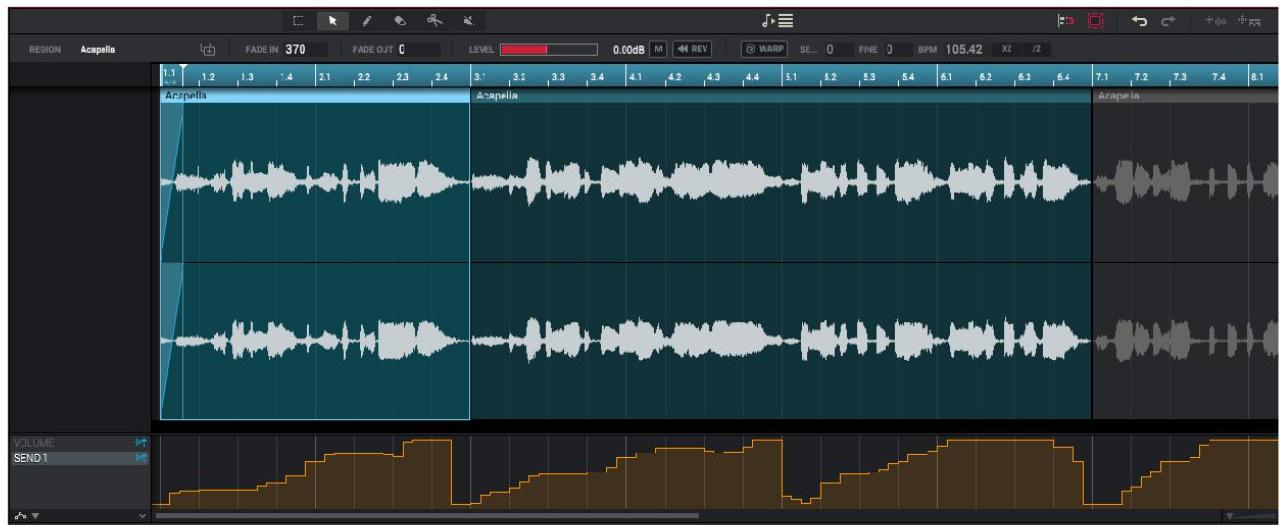 REGION Acapella FADE IN 370 FADE OUT 0 LEVEL 0.00dB M REV WARP SE... 0 FINE 0 BPM 105.42 X2 /2
1.1 1.2 1.3 1.4 2.1 2.2 2.3 2.4 3.1 3.2 3.3 3.4 4.1 4.2 4.3 4.4 5.1 5.2 5.3 5.4 6.1 6.2 6.3 6.4 7.1 7.2 7.3 7.4 8.1
4/4
Acapella Acapella Acapella
VOLUME
SEND 1